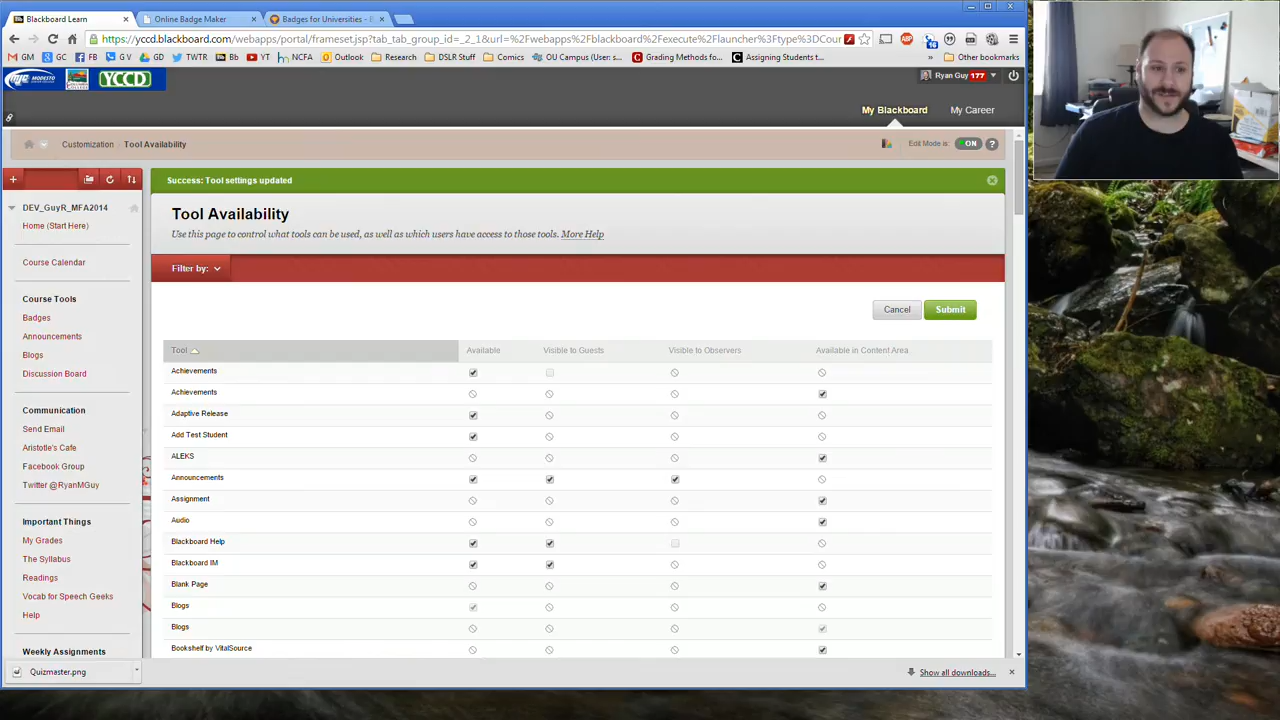 Blackboard Learn
Online Badge Maker
Badges for Universities - B
https://yccd.blackboard.com/webapps/portal/frameset.jsp?tab_tab_group_id=_2_1&url=%2Fwebapps%2Fblackboard%2Fexecute%2Flauncher%3Ftype%3DCour
GM
GC
FB
GV
GD
TWTR
Bb
YT
NCFA
Outlook
Research
DSLR Stuff
Comics
OU Campus (User: s...
Grading Methods fo...
Assigning Students t...
»
Other bookmarks
YCCD
Ryan Guy 177
My Blackboard
My Career
Customization
Tool Availability
Edit Mode is: ON ?
Success: Tool settings updated
Tool Availability
Use this page to control what tools can be used, as well as which users have access to those tools. More Help
Filter by:
Cancel
Submit
DEV_GuyR_MFA2014
Home (Start Here)
Course Calendar
Course Tools
Badges
Announcements
Blogs
Discussion Board
Communication
Send Email
Aristotle's Cafe
Facebook Group
Twitter @RyanMGuy
Important Things
My Grades
The Syllabus
Readings
Vocab for Speech Geeks
Help
Weekly Assignments
Tool Available Visible to Guests Visible to Observers Available in Content Area
Achievements
Achievements
Adaptive Release
Add Test Student
ALEKS
Announcements
Assignment
Audio
Blackboard Help
Blackboard IM
Blank Page
Blogs
Blogs
Bookshelf by VitalSource
Quizmaster.png
Show all downloads...